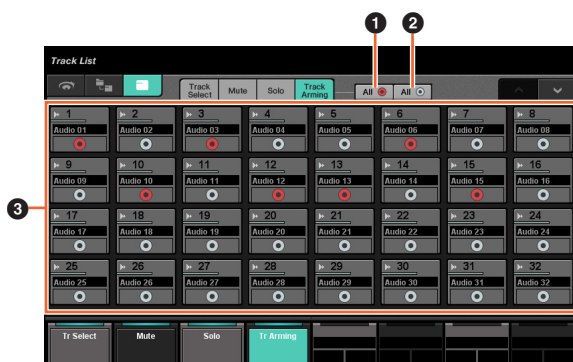 1 2
Track List
Track Select Mute Solo Track Arming All All
1 2 3 4 5 6 7 8
Audio 01 Audio 02 Audio 03 Audio 04 Audio 05 Audio 06 Audio 07 Audio 08
9 10 11 12 13 14 15 16
Audio 09 Audio 10 Audio 11 Audio 12 Audio 13 Audio 14 Audio 15 Audio 16
3
17 18 19 20 21 22 23 24
Audio 17 Audio 18 Audio 19 Audio 20 Audio 21 Audio 22 Audio 23 Audio 24
25 26 27 28 29 30 31 32
Audio 25 Audio 26 Audio 27 Audio 28 Audio 29 Audio 30 Audio 31 Audio 32
Tr Select Mute Solo Tr Arming